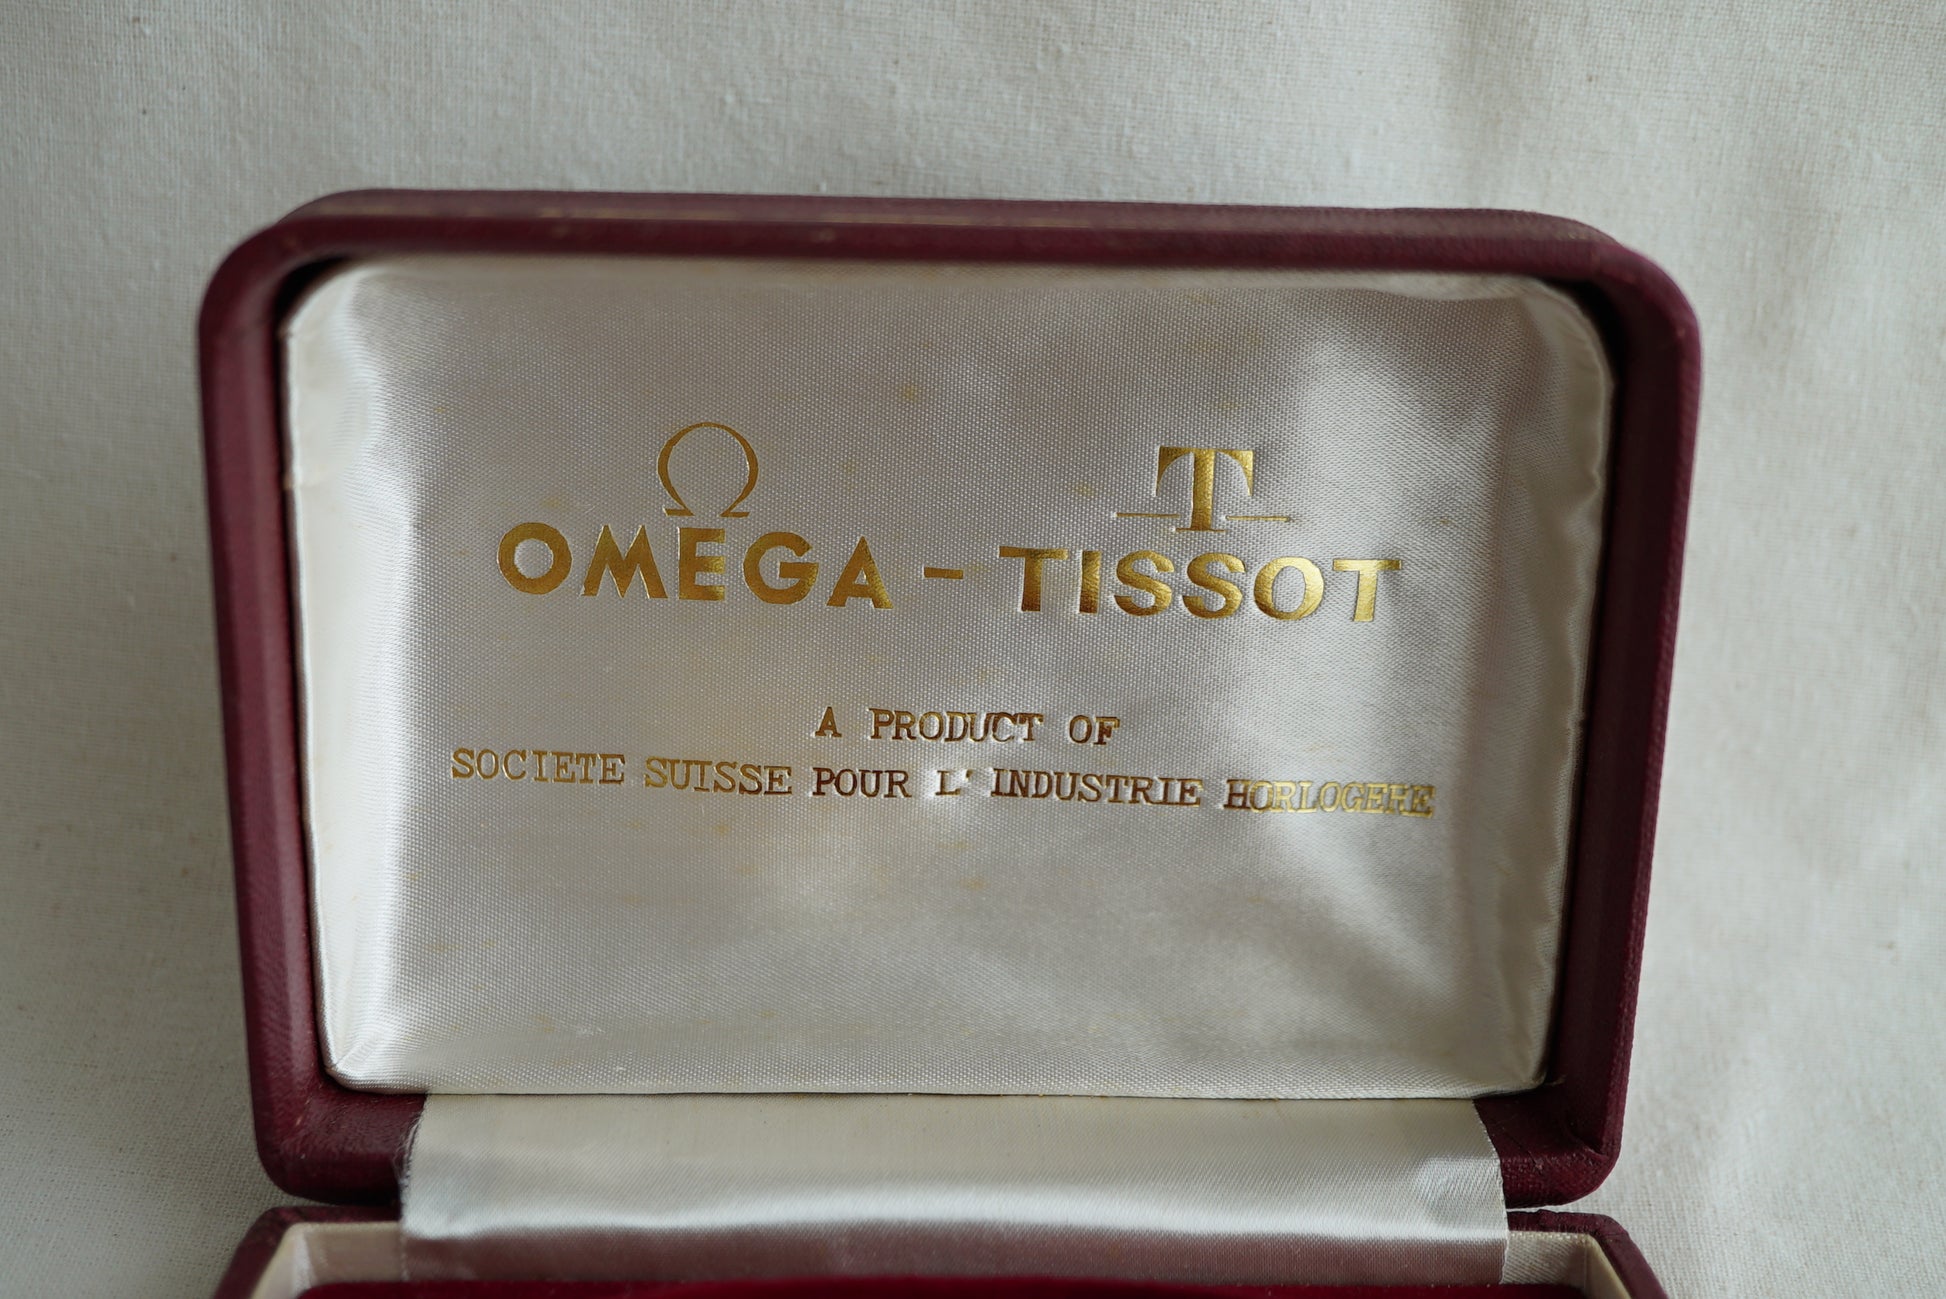 Ω T
OMEGA - TISSOT
A PRODUCT OF
SOCIETE SUISSE POUR L' INDUSTRIE HORLOGERE